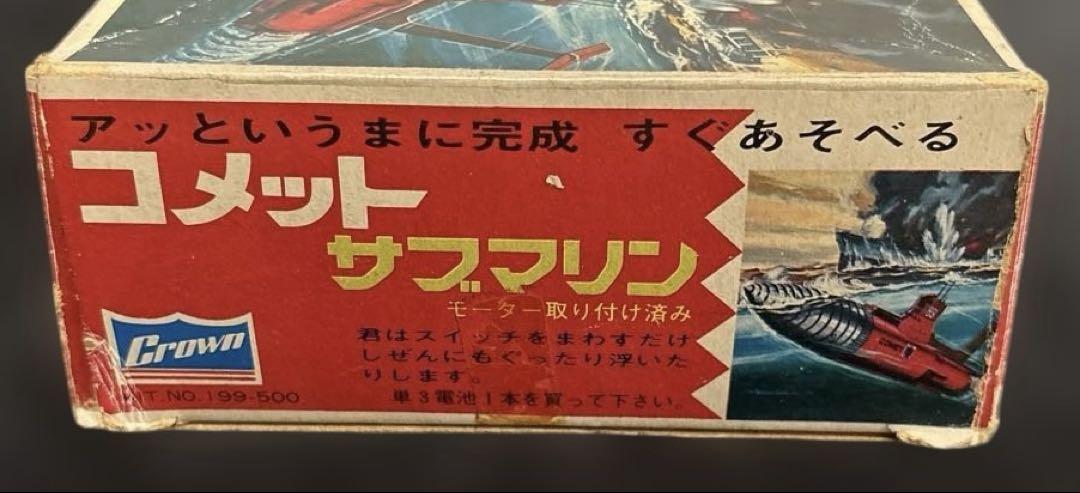 アッというまに完成 すぐあそべる
コメット
サブマリン
モーター取り付け済み
君はスイッチをまわすだけ
しぜんにもぐったり浮いた
りします。
単3電池1本を買って下さい。
Crown
KIT.NO.199-500